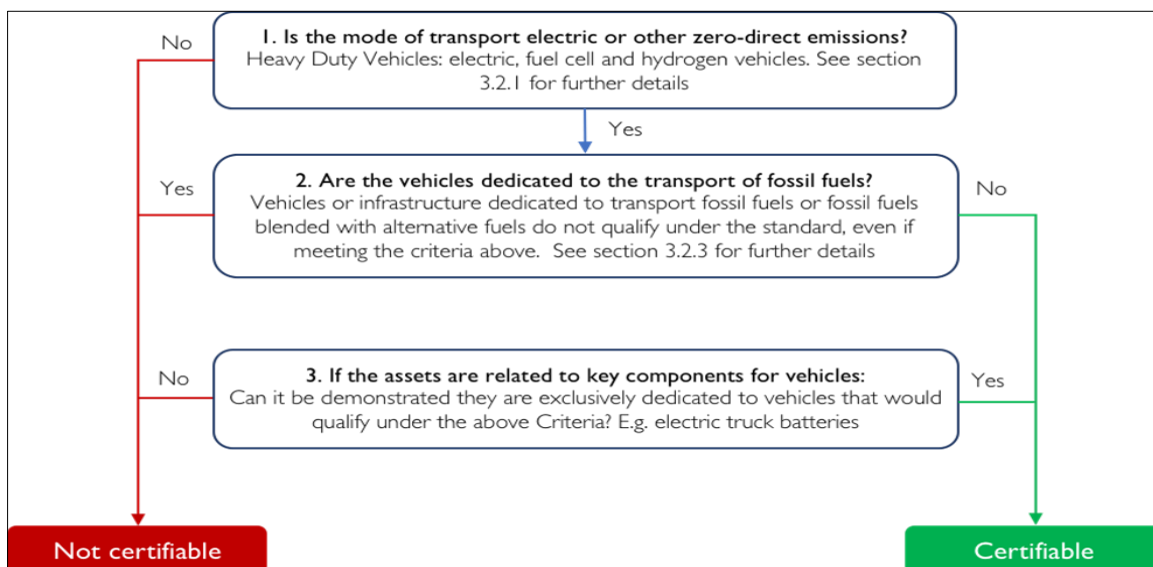 No
1. Is the mode of transport electric or other zero-direct emissions?
Heavy Duty Vehicles: electric, fuel cell and hydrogen vehicles. See section
3.2.1 for further details
Yes
Yes
2. Are the vehicles dedicated to the transport of fossil fuels?
No
Vehicles or infrastructure dedicated to transport fossil fuels or fossil fuels
blended with alternative fuels do not qualify under the standard, even if
meeting the criteria above. See section 3.2.3 for further details
No
3. If the assets are related to key components for vehicles:
Yes
Can it be demonstrated they are exclusively dedicated to vehicles that would
qualify under the above Criteria? E.g. electric truck batteries
Not certifiable
Certifiable